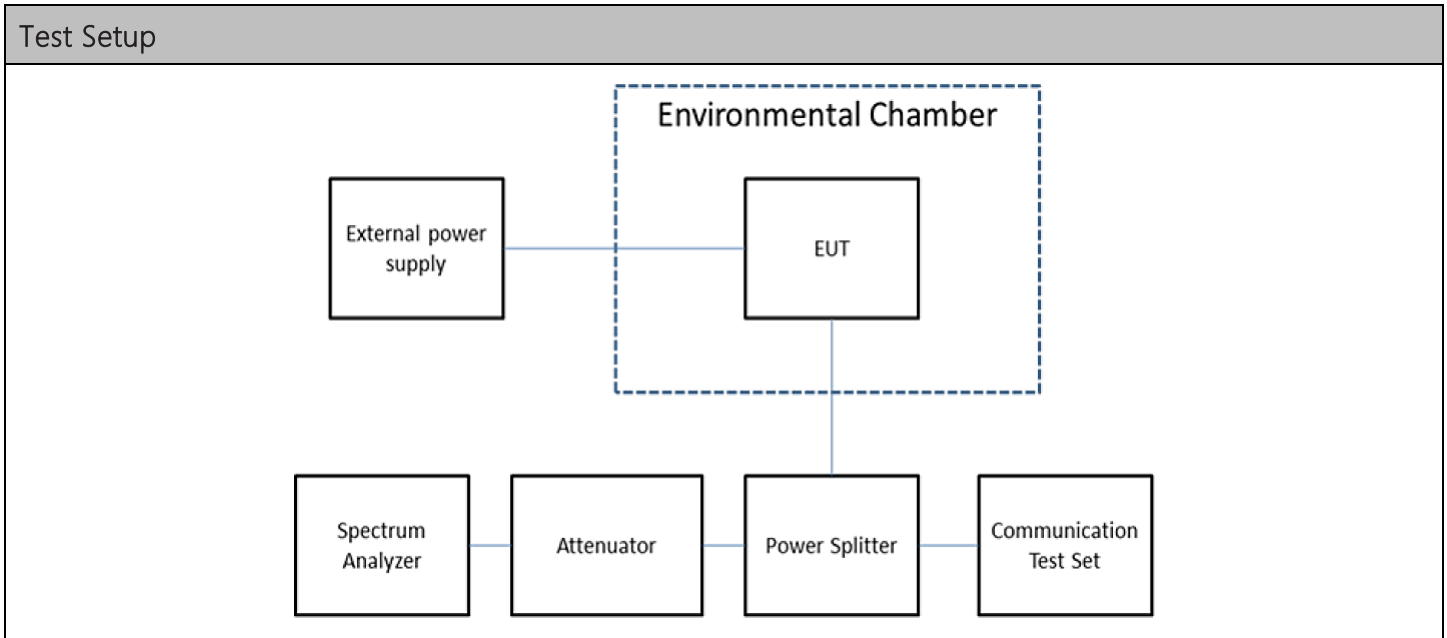 Test Setup
Environmental Chamber
External power
supply
EUT
Spectrum
Analyzer
Attenuator
Power Splitter
Communication
Test Set